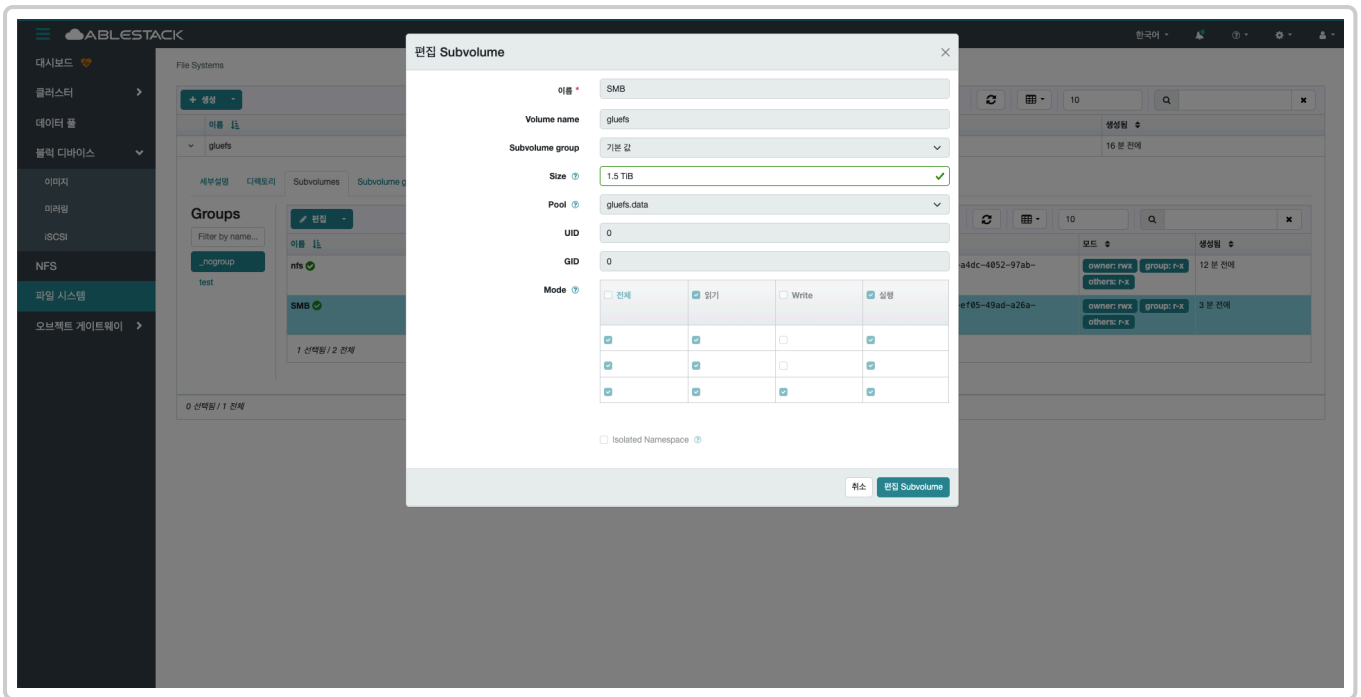 ABLESTACK
한국어
대시보드
클러스터
데이터 풀
블럭 디바이스
이미지
미러링
iSCSI
NFS
파일 시스템
오브젝트 게이트웨이
File Systems
+ 생성
10
이름
생성됨
gluefs
16 분 전에
세부설명 디렉토리 Subvolumes Subvolume g
Groups
Filter by name...
_nogroup
test
편집
10
이름
모드
생성됨
nfs
a4dc-4052-97ab-
owner: rwx group: r-x
others: r-x
12 분 전에
SMB
ef05-49ad-a26a-
owner: rwx group: r-x
others: r-x
3 분 전에
1 선택됨 / 2 전체
0 선택됨 / 1 전체
편집 Subvolume
이름 * SMB
Volume name gluefs
Subvolume group 기본 값
Size 1.5 TiB
Pool gluefs.data
UID 0
GID 0
Mode 전체 읽기 Write 실행
Isolated Namespace
취소 편집 Subvolume